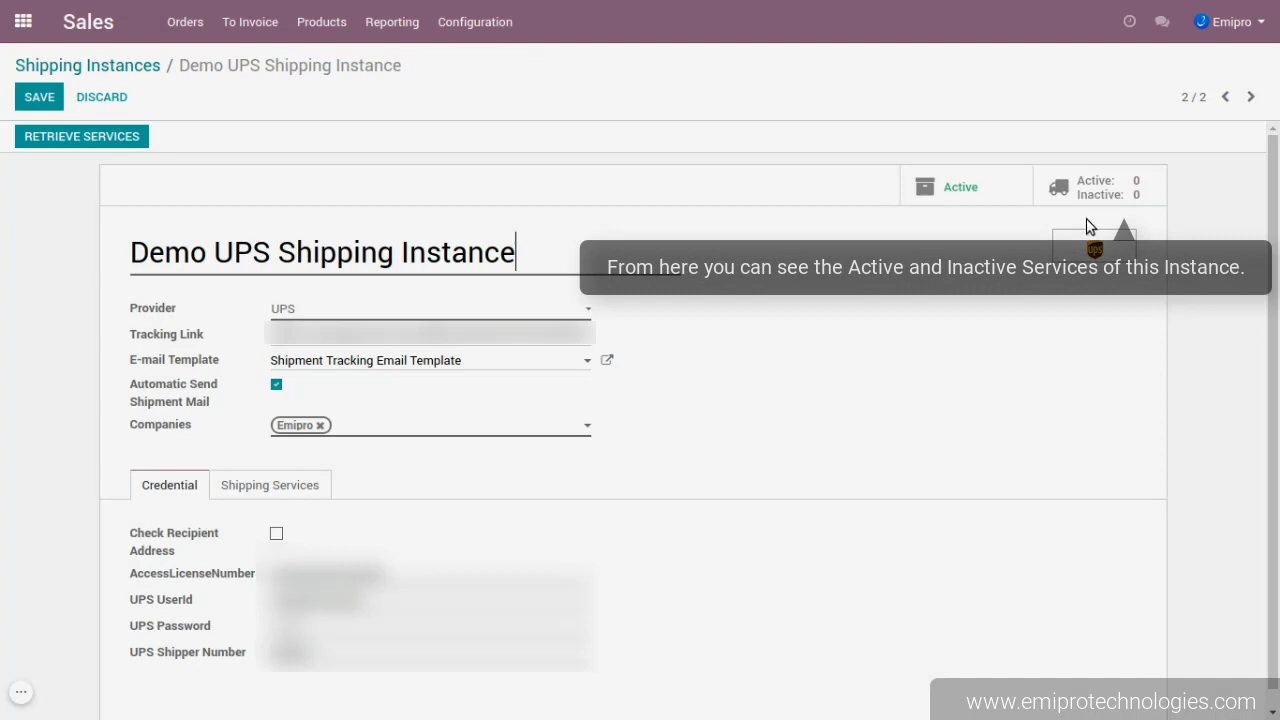 Sales
Orders
To Invoice
Products
Reporting
Configuration
Emipro
Shipping Instances / Demo UPS Shipping Instance
SAVE
DISCARD
2 / 2
RETRIEVE SERVICES
Active
Active: 0
Inactive: 0
Demo UPS Shipping Instance
ups
From here you can see the Active and Inactive Services of this Instance.
Provider
UPS
Tracking Link
E-mail Template
Shipment Tracking Email Template
Automatic Send
Shipment Mail
Companies
Emipro ×
Credential
Shipping Services
Check Recipient
Address
AccessLicenseNumber
UPS UserId
UPS Password
UPS Shipper Number
www.emiprotechnologies.com